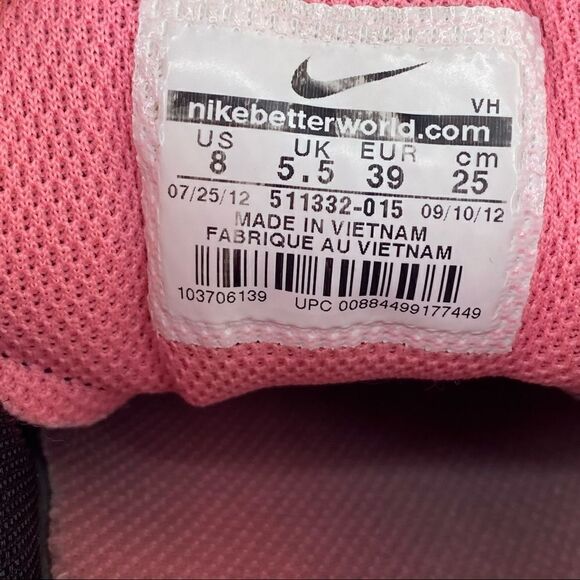 VH
nikebetterworld.com
US UK EUR cm
8 5.5 39 25
07/25/12 511332-015 09/10/12
MADE IN VIETNAM
FABRIQUE AU VIETNAM
103706139 UPC 00884499177449